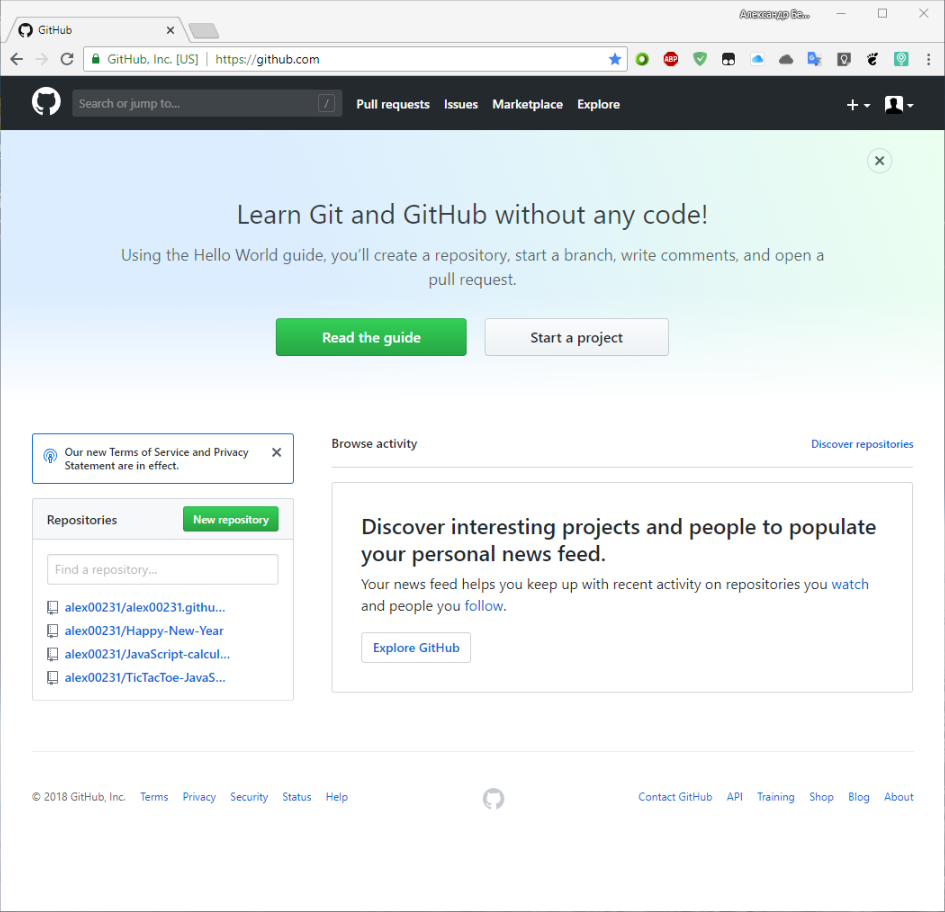 Александр Бе...
GitHub
GitHub, Inc. [US] | https://github.com
ABP
Search or jump to... /
Pull requests Issues Marketplace Explore
Learn Git and GitHub without any code!
Using the Hello World guide, you’ll create a repository, start a branch, write comments, and open a
pull request.
Read the guide
Start a project
Our new Terms of Service and Privacy
Statement are in effect.
Repositories
New repository
Find a repository...
alex00231/alex00231.githu...
alex00231/Happy-New-Year
alex00231/JavaScript-calcul...
alex00231/TicTacToe-JavaS...
Browse activity
Discover repositories
Discover interesting projects and people to populate
your personal news feed.
Your news feed helps you keep up with recent activity on repositories you watch
and people you follow.
Explore GitHub
© 2018 GitHub, Inc. Terms Privacy Security Status Help
Contact GitHub API Training Shop Blog About